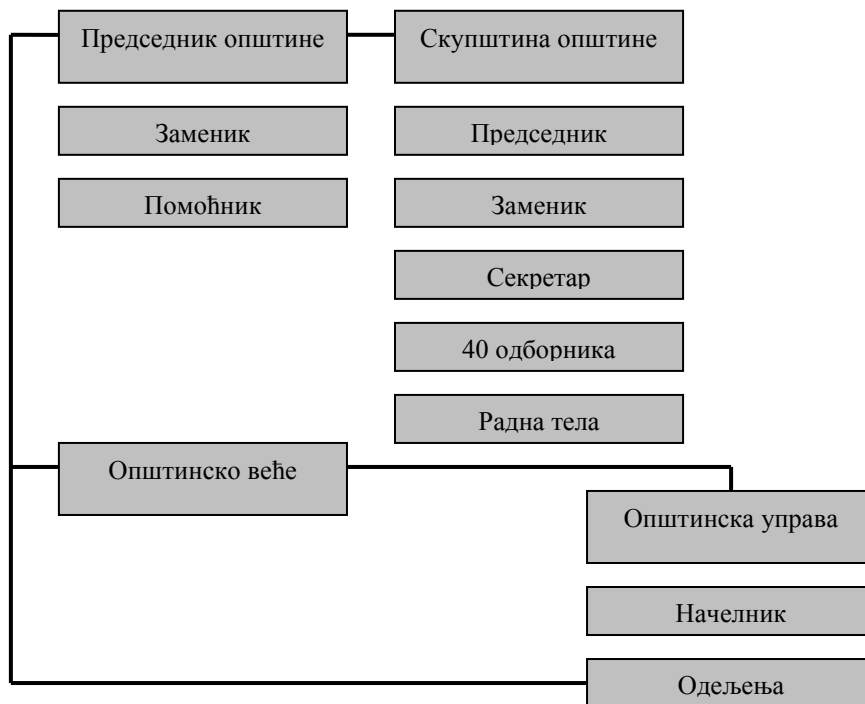 Председник општине
Скупштина општине
Заменик
Председник
Помоћник
Заменик
Секретар
40 одборника
Радна тела
Општинско веће
Општинска управа
Начелник
Одељења